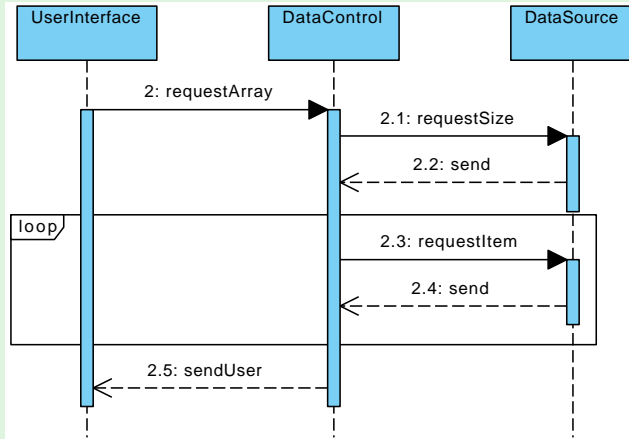 UserInterface
DataControl
DataSource
2: requestArray
2.1: requestSize
2.2: send
loop
2.3: requestItem
2.4: send
2.5: sendUser